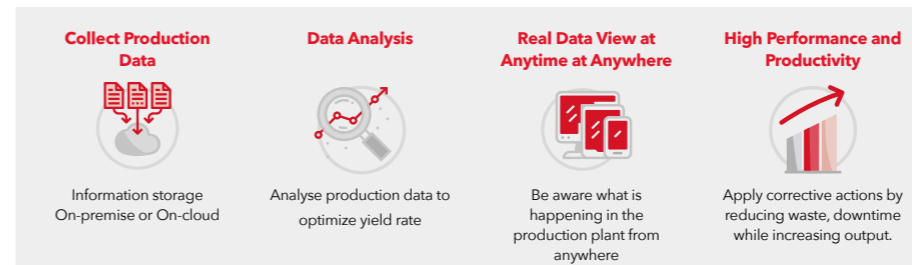 Collect Production
Data
Information storage
On-premise or On-cloud
Data Analysis
Analyse production data to
optimize yield rate
Real Data View at
Anytime at Anywhere
Be aware what is
happening in the
production plant from
anywhere
High Performance and
Productivity
Apply corrective actions by
reducing waste, downtime
while increasing output.